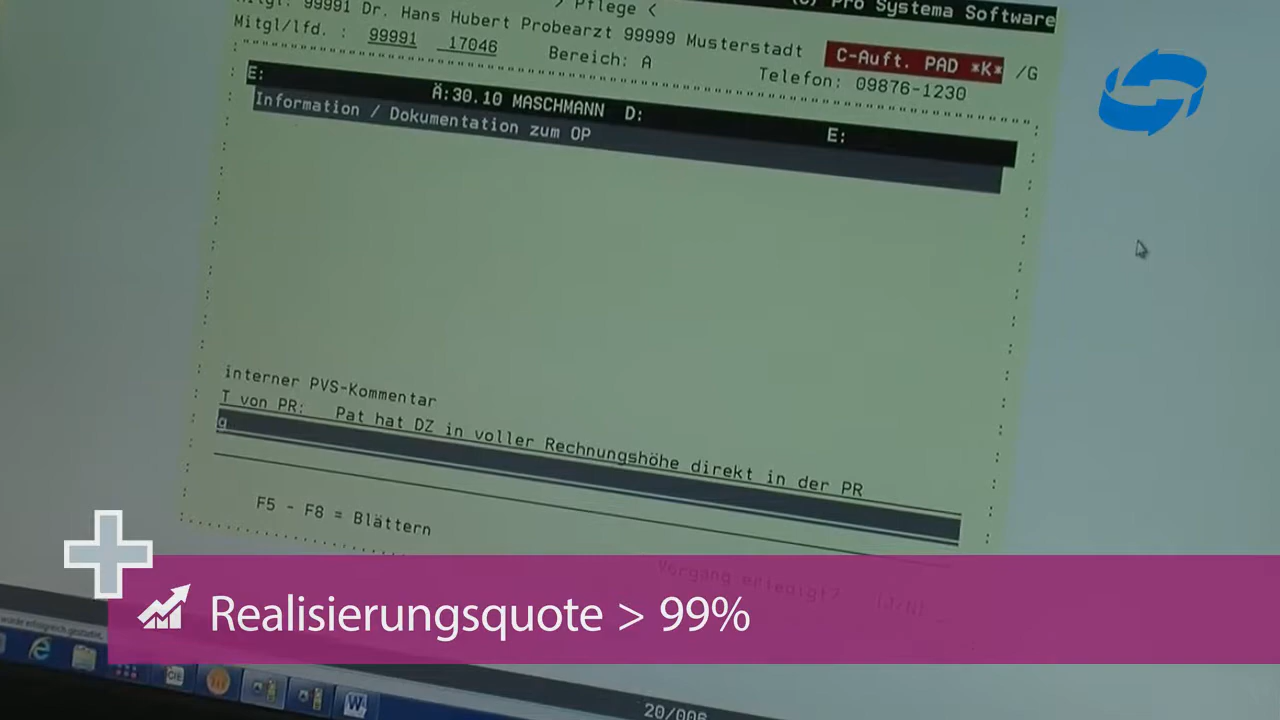 > Pflege <
(C) Pro Systema Software
Mitgl: 99991 Dr. Hans Hubert Probearzt 99999 Musterstadt
C-Auft. PAD *K* /G
Mitgl/lfd. : 99991 17046 Bereich: A Telefon: 09876-1230
E: Ä:30.10 MASCHMANN D: E:
Information / Dokumentation zum OP
interner PVS-Kommentar
T von PR: Pat hat DZ in voller Rechnungshöhe direkt in der PR
g
F5 - F8 = Blättern
Vorgang erledigt? (J/N)
Realisierungsquote > 99%
20/006